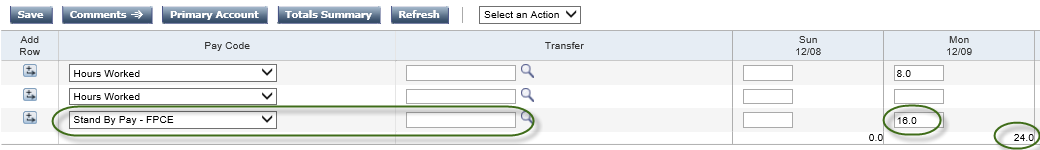 Save Comments Primary Account Totals Summary Refresh Select an Action
Add Row Pay Code Transfer Sun 12/08 Mon 12/09
Hours Worked 8.0
Hours Worked
Stand By Pay - FPCE 16.0
0.0 24.0